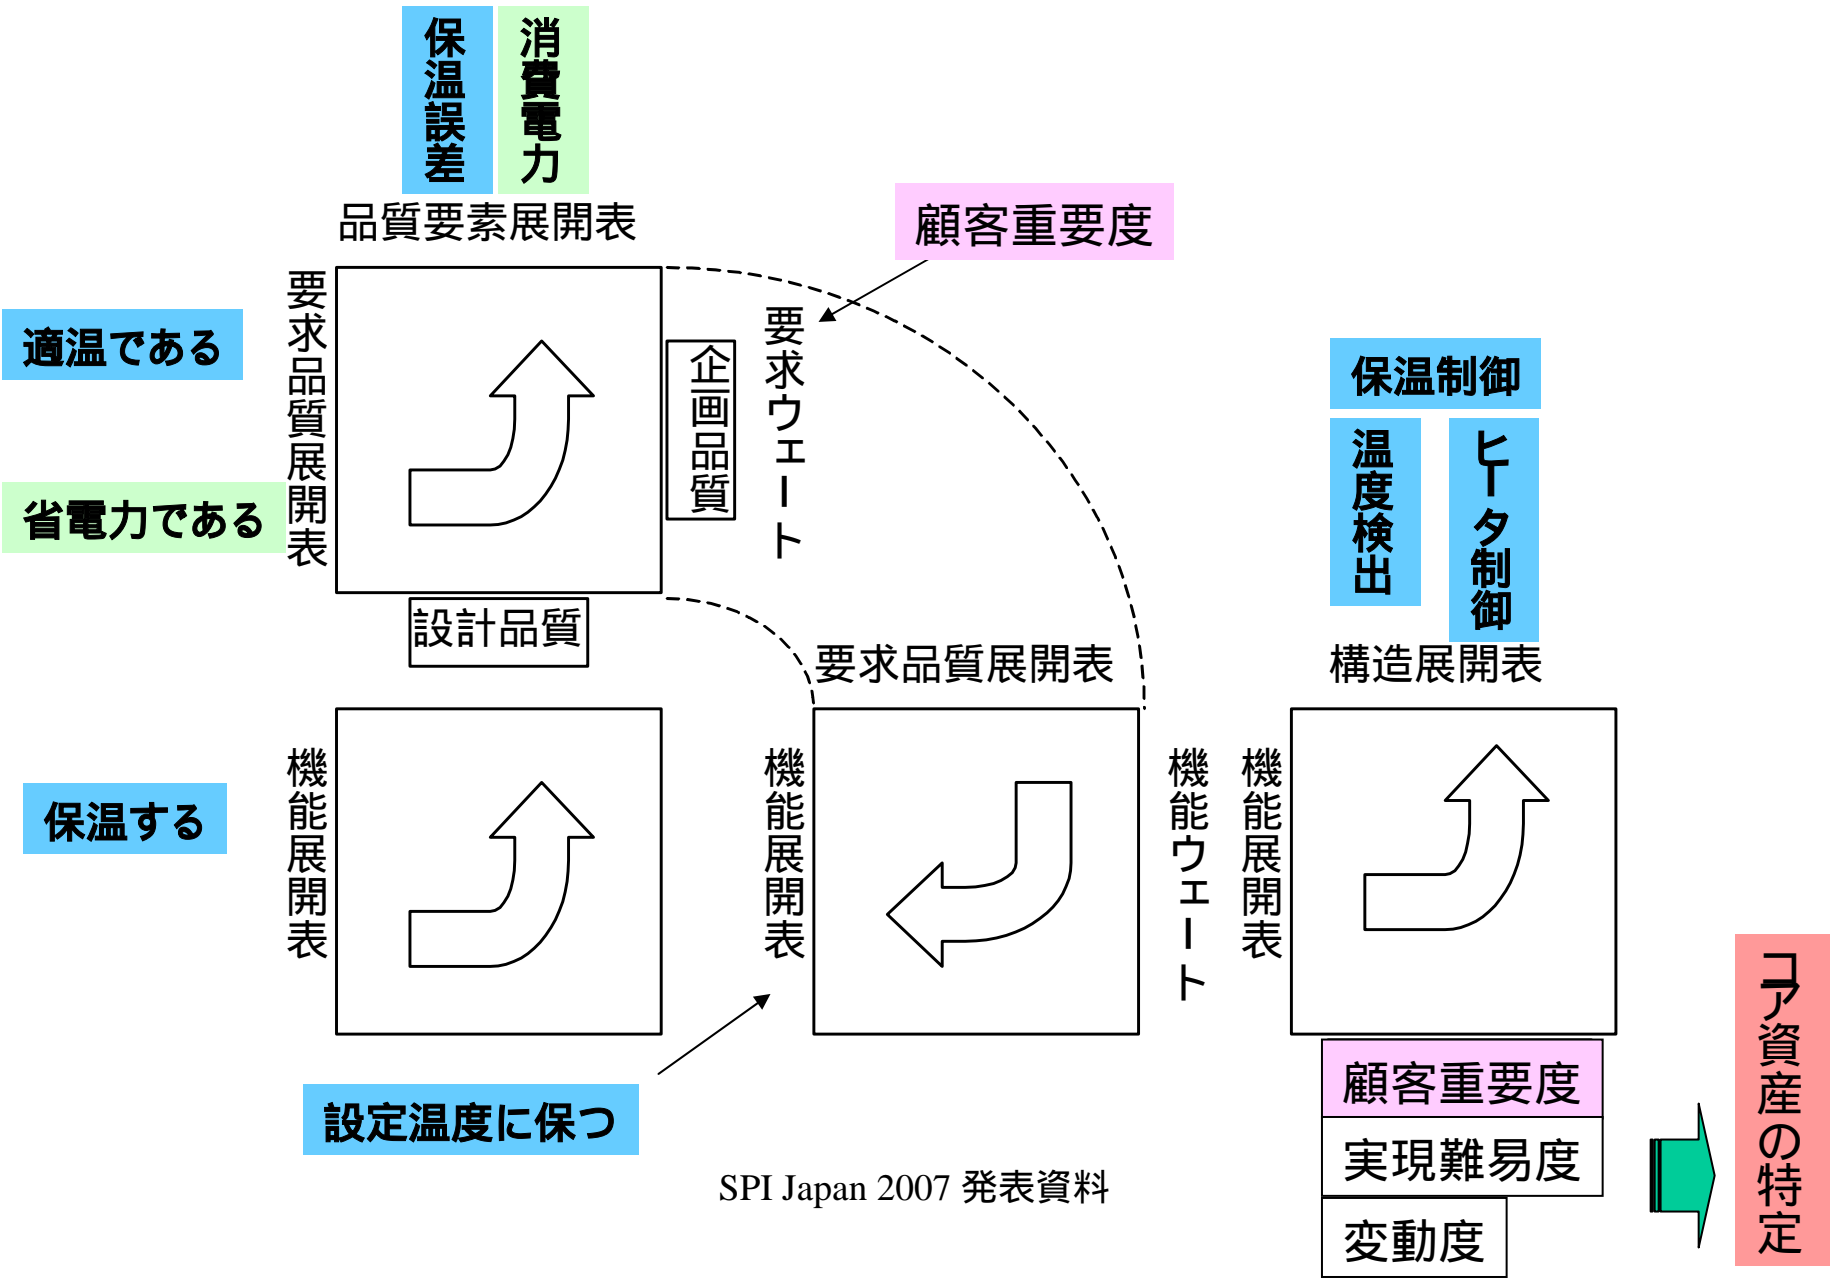 保温誤差
消費電力
品質要素展開表
顧客重要度
要求品質展開表
適温である
省電力である
企画品質
要求ウェート
設計品質
保温制御
温度検出
ヒータ制御
要求品質展開表
構造展開表
保温する
機能展開表
機能展開表
機能ウェート
機能展開表
設定温度に保つ
顧客重要度
実現難易度
変動度
コア資産の特定
SPI Japan 2007 発表資料